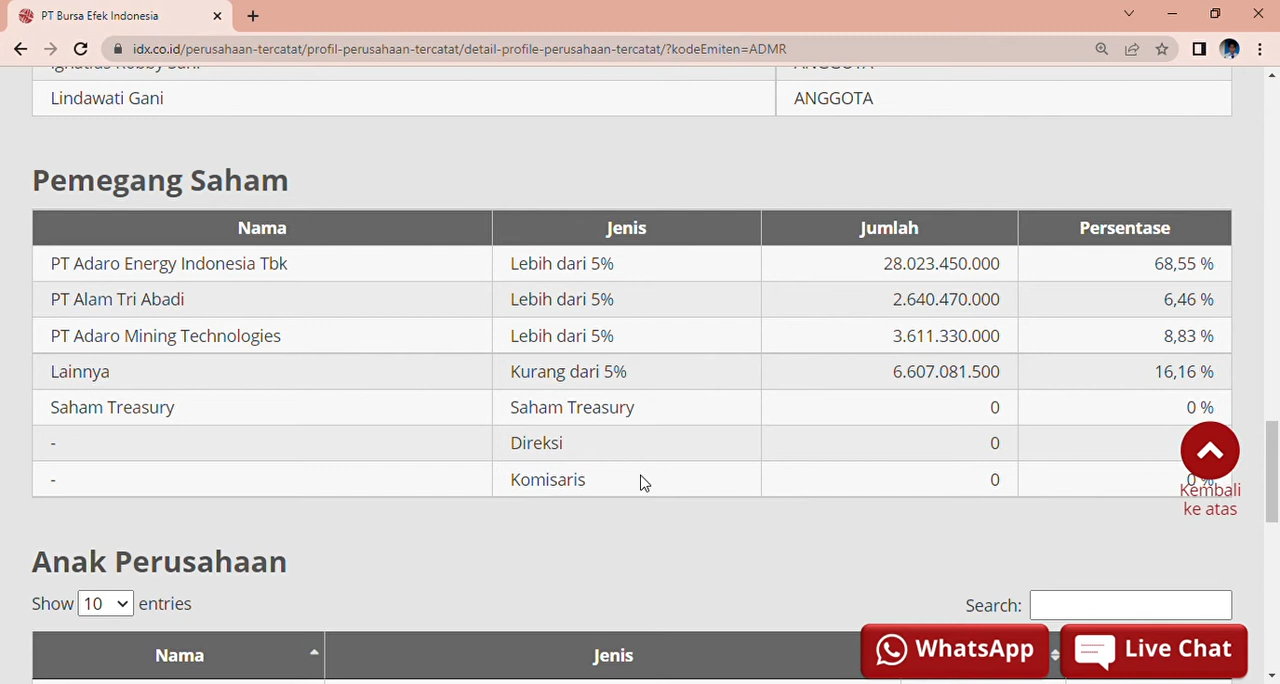 PT Bursa Efek Indonesia
idx.co.id/perusahaan-tercatat/profil-perusahaan-tercatat/detail-profile-perusahaan-tercatat/?kodeEmiten=ADMR
ANGGOTA
Lindawati Gani ANGGOTA
Pemegang Saham
Nama Jenis Jumlah Persentase
PT Adaro Energy Indonesia Tbk Lebih dari 5% 28.023.450.000 68,55 %
PT Alam Tri Abadi Lebih dari 5% 2.640.470.000 6,46 %
PT Adaro Mining Technologies Lebih dari 5% 3.611.330.000 8,83 %
Lainnya Kurang dari 5% 6.607.081.500 16,16 %
Saham Treasury Saham Treasury 0 0 %
- Direksi 0
- Komisaris 0 0 %
Kembali
ke atas
Anak Perusahaan
Show 10 entries Search:
Nama Jenis
WhatsApp Live Chat